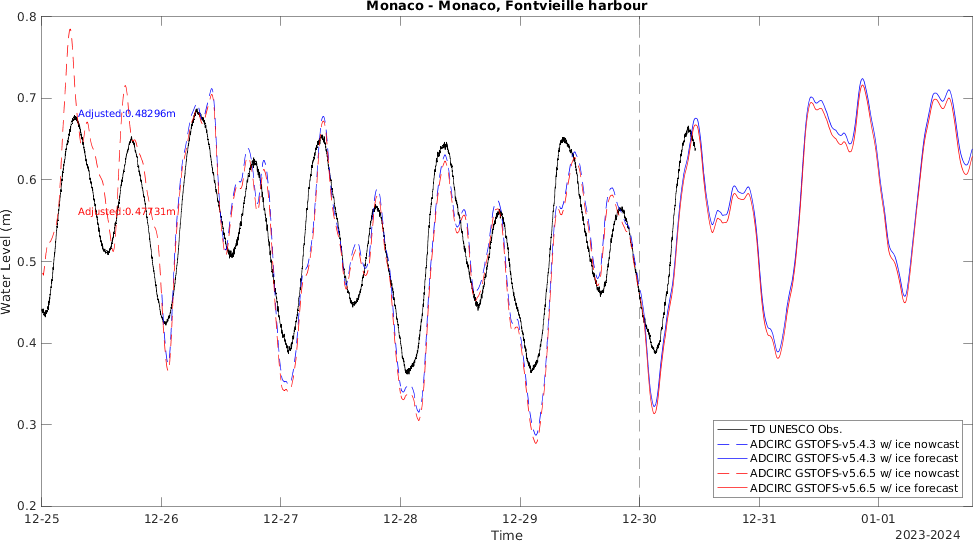 Monaco - Monaco, Fontvieille harbour
Water Level (m)
0.8
0.7
0.6
0.5
0.4
0.3
0.2
Adjusted:0.48296m
Adjusted:0.47731m
TD UNESCO Obs.
ADCIRC GSTOFS-v5.4.3 w/ ice nowcast
ADCIRC GSTOFS-v5.4.3 w/ ice forecast
ADCIRC GSTOFS-v5.6.5 w/ ice nowcast
ADCIRC GSTOFS-v5.6.5 w/ ice forecast
12-25 12-26 12-27 12-28 12-29 12-30 12-31 01-01
Time
2023-2024